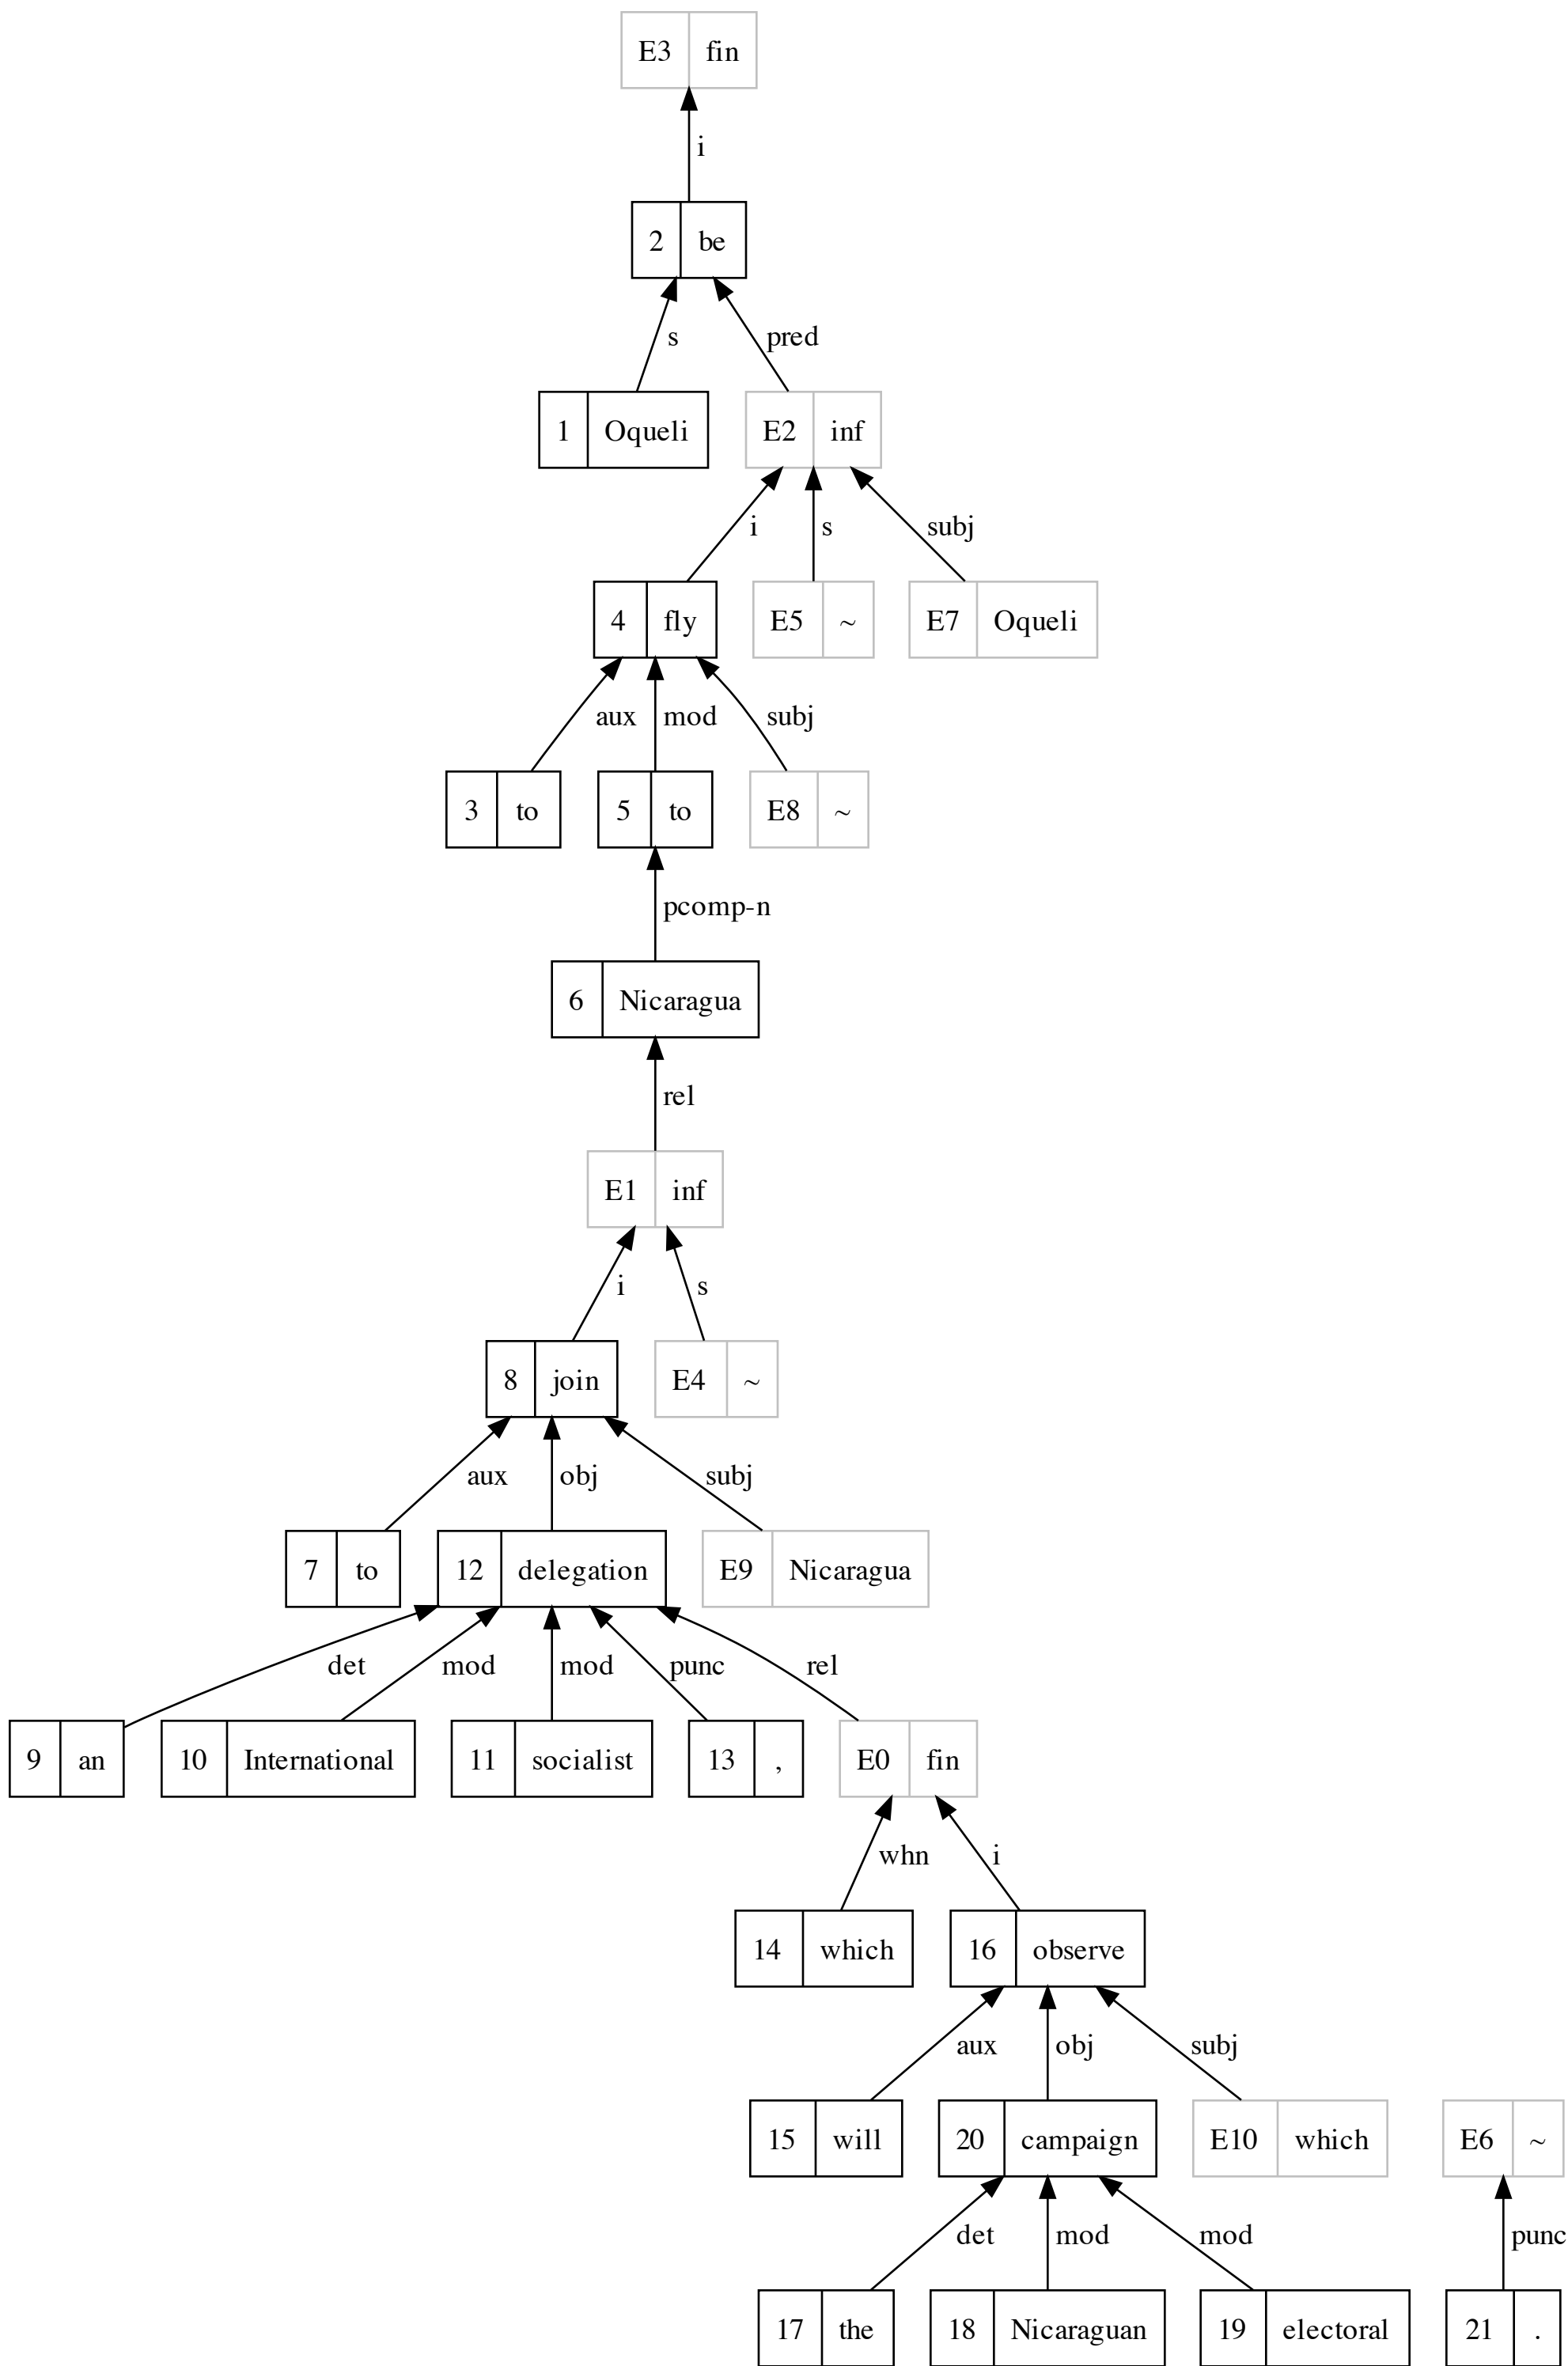 E3 fin
i
2 be
s pred
1 Oqueli E2 inf
i s subj
4 fly E5 ~ E7 Oqueli
aux mod subj
3 to 5 to E8 ~
pcomp-n
6 Nicaragua
rel
E1 inf
i s
8 join E4 ~
aux obj subj
7 to 12 delegation E9 Nicaragua
det mod mod punc rel
9 an 10 International 11 socialist 13 , E0 fin
whn i
14 which 16 observe
aux obj subj
15 will 20 campaign E10 which E6 ~
det mod mod punc
17 the 18 Nicaraguan 19 electoral 21 .